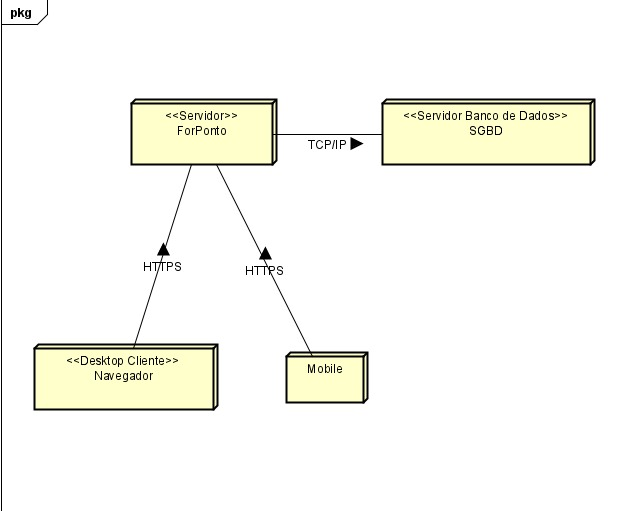 pkg
<<Servidor>>
ForPonto
<<Servidor Banco de Dados>>
SGBD
TCP/IP
HTTPS
HTTPS
<<Desktop Cliente>>
Navegador
Mobile